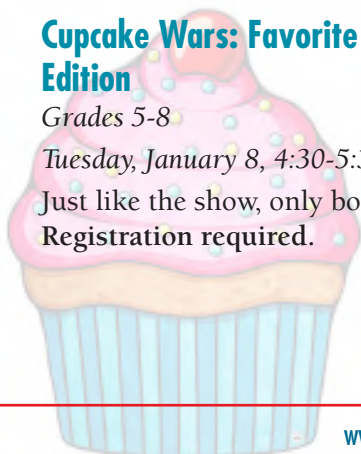 Cupcake Wars: Favorite
Edition
Grades 5-8
Tuesday, January 8, 4:30-5:
Just like the show, only
Registration required.